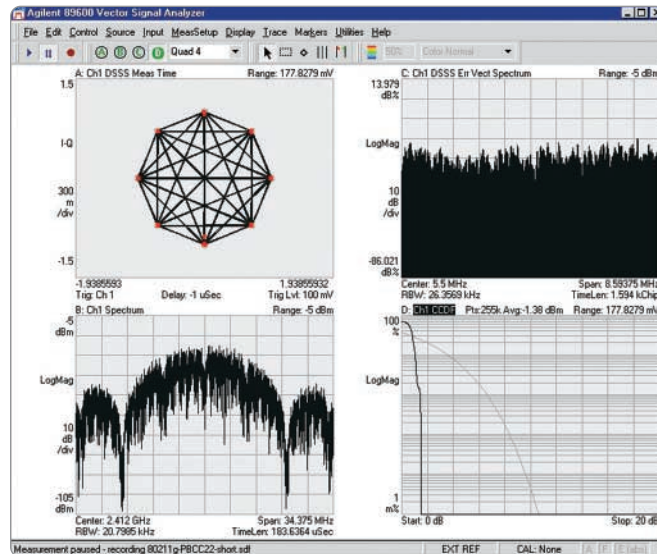 Agilent 89600 Vector Signal Analyzer
File Edit Control Source Input MeasSetup Display Trace Markers Utilities Help
A B C D Quad 4 50% Color Normal
A: Ch1 DSSS Meas Time Range: 177.8279 mV
1.5
I-Q
300
m
/div
-1.5
-1.9385593 1.93855932
Trig: Ch 1 Delay: -1 uSec Trig Lvl: 100 mV
C: Ch1 DSSS Err Vect Spectrum Range: -5 dBm
13.979
dB%
LogMag
10
dB
/div
-86.021
dB%
Center: 5.5 MHz Span: 8.59375 MHz
RBW: 26.3569 kHz TimeLen: 1.594 kChip
B: Ch1 Spectrum Range: -5 dBm
-5
dBm
LogMag
10
dB
/div
-105
dBm
Center: 2.412 GHz Span: 34.375 MHz
RBW: 20.7985 kHz TimeLen: 183.6364 uSec
D: Ch1 CCDF Pts:255k Avg:-1.38 dBm Range: 177.8279 mV
100
%
LogMag
1
m%
Start: 0 dB Stop: 20 dB
Measurement paused - recording 80211g-PBCC22-short.sdf EXT REF CAL: None